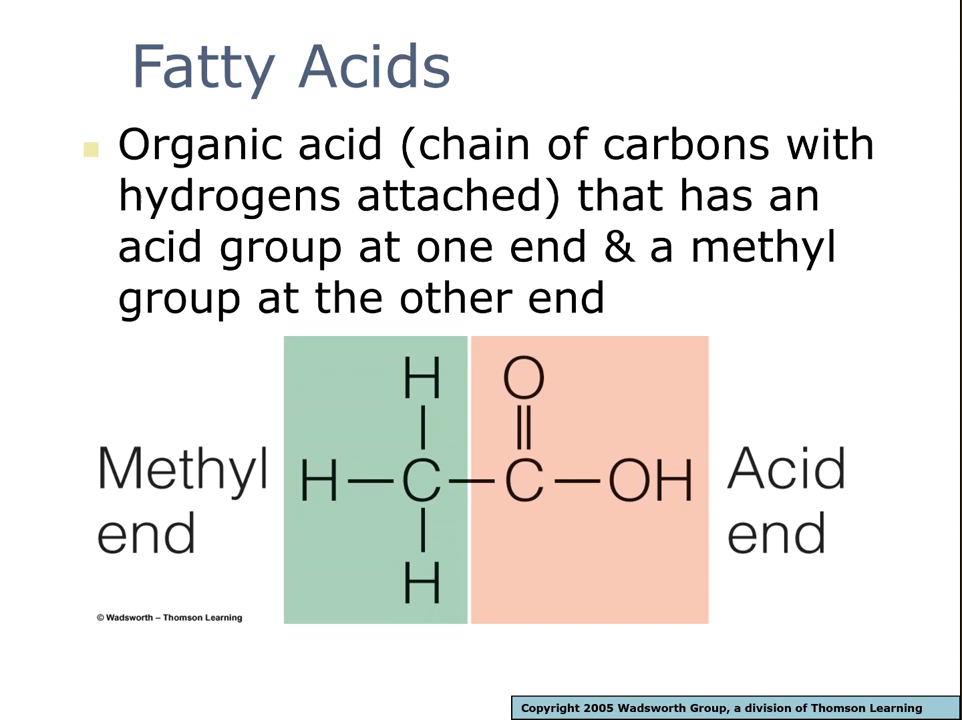 Fatty Acids
Organic acid (chain of carbons with
hydrogens attached) that has an
acid group at one end & a methyl
group at the other end
H O
Methyl H C C OH Acid
end end
H
© Wadsworth – Thomson Learning
Copyright 2005 Wadsworth Group, a division of Thomson Learning